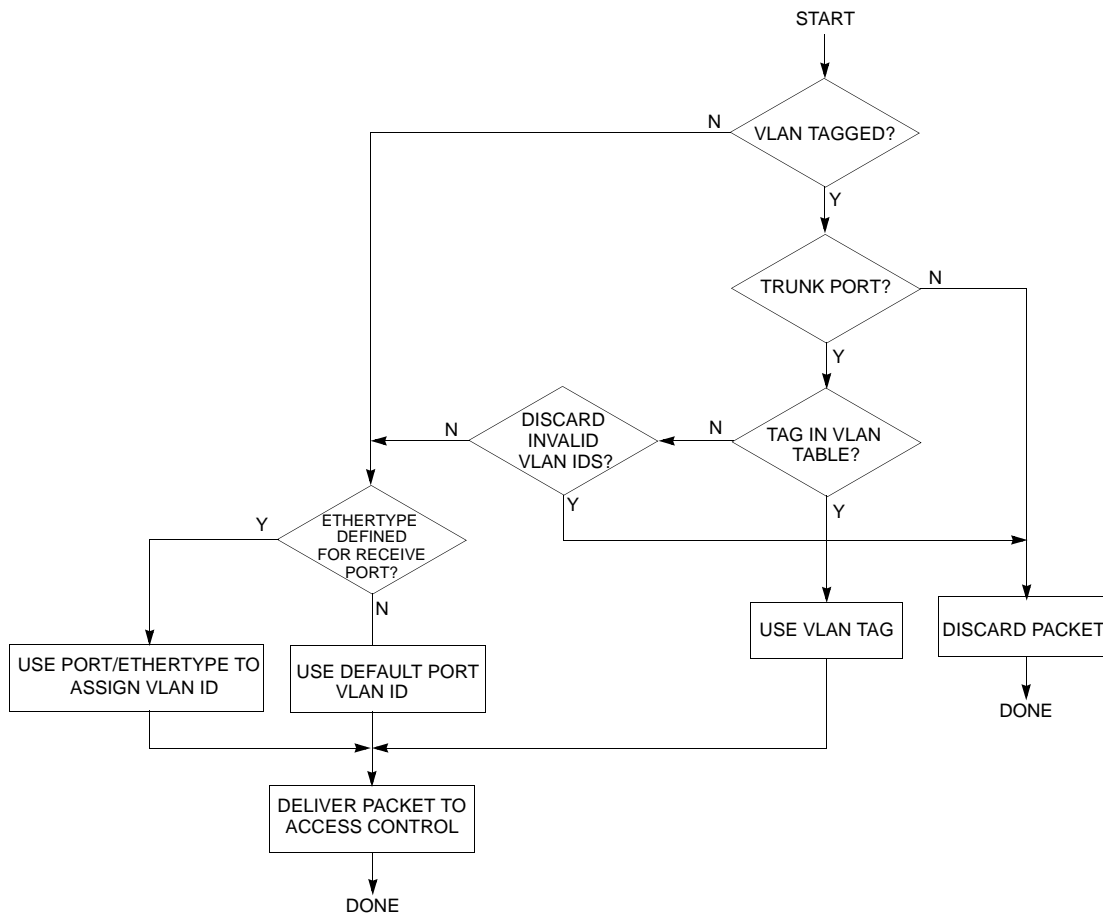 START
N
VLAN TAGGED?
Y
TRUNK PORT?
N
Y
N
DISCARD
INVALID
VLAN IDS?
N
TAG IN VLAN
TABLE?
Y
Y
Y
ETHERTYPE
DEFINED
FOR RECEIVE
PORT?
N
USE PORT/ETHERTYPE TO
ASSIGN VLAN ID
USE DEFAULT PORT
VLAN ID
USE VLAN TAG
DISCARD PACKET
DONE
DELIVER PACKET TO
ACCESS CONTROL
DONE